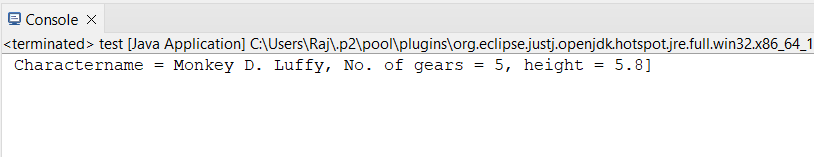 Console
<terminated> test [Java Application] C:\Users\Raj\.p2\pool\plugins\org.eclipse.justj.openjdk.hotspot.jre.full.win32.x86_64_1
Charactername = Monkey D. Luffy, No. of gears = 5, height = 5.8]